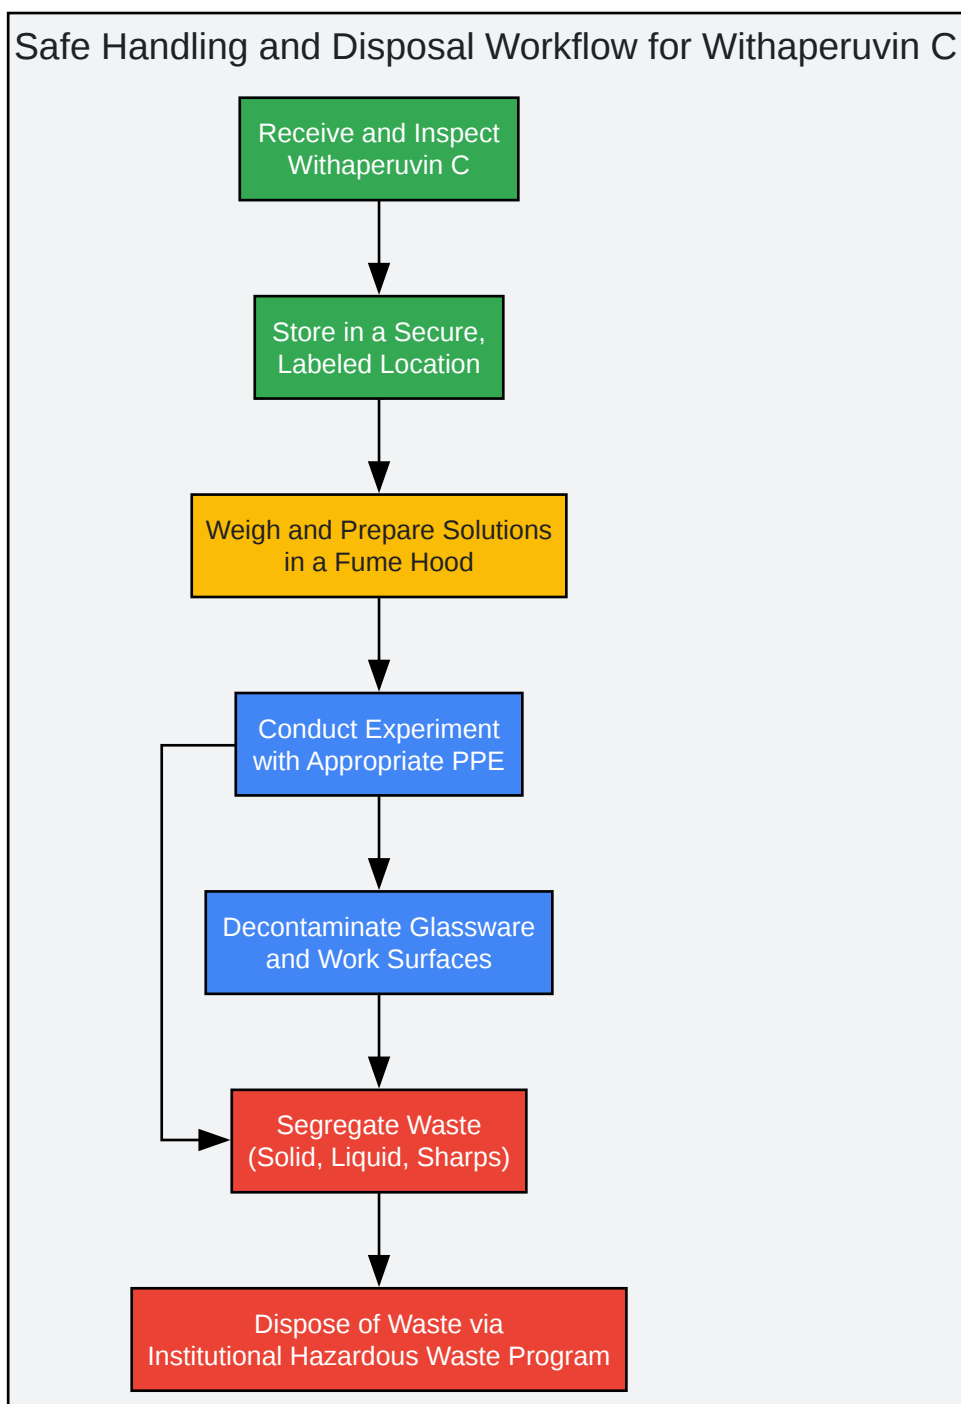 Safe Handling and Disposal Workflow for Withaperuvin C
Receive and Inspect
Withaperuvin C
Store in a Secure,
Labeled Location
Weigh and Prepare Solutions
in a Fume Hood
Conduct Experiment
with Appropriate PPE
Decontaminate Glassware
and Work Surfaces
Segregate Waste
(Solid, Liquid, Sharps)
Dispose of Waste via
Institutional Hazardous Waste Program